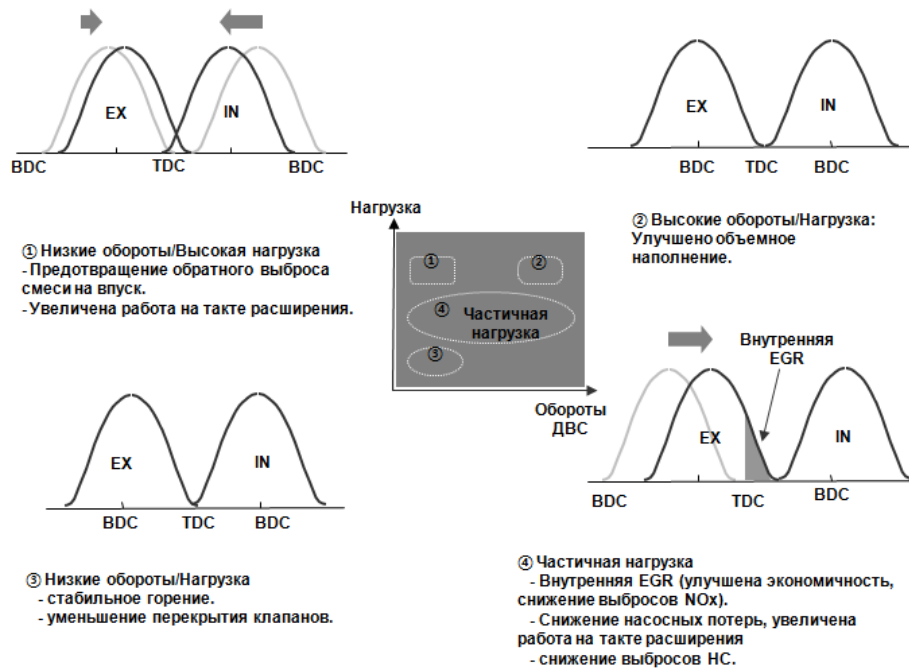 EX
IN
BDC
TDC
BDC
① Низкие обороты/Высокая нагрузка
- Предотвращение обратного выброса
смеси на впуск.
- Увеличена работа на такте расширения.
EX
IN
BDC
TDC
BDC
② Высокие обороты/Нагрузка:
Улучшено объемное
наполнение.
Нагрузка
①
②
④ Частичная
нагрузка
③
Обороты
ДВС
EX
IN
BDC
TDC
BDC
③ Низкие обороты/Нагрузка
- стабильное горение.
- уменьшение перекрытия клапанов.
Внутренняя
EGR
EX
IN
BDC
TDC
BDC
④ Частичная нагрузка
- Внутренняя EGR (улучшена экономичность,
снижение выбросов NOx).
- Снижение насосных потерь, увеличена
работа на такте расширения
- снижение выбросов HC.